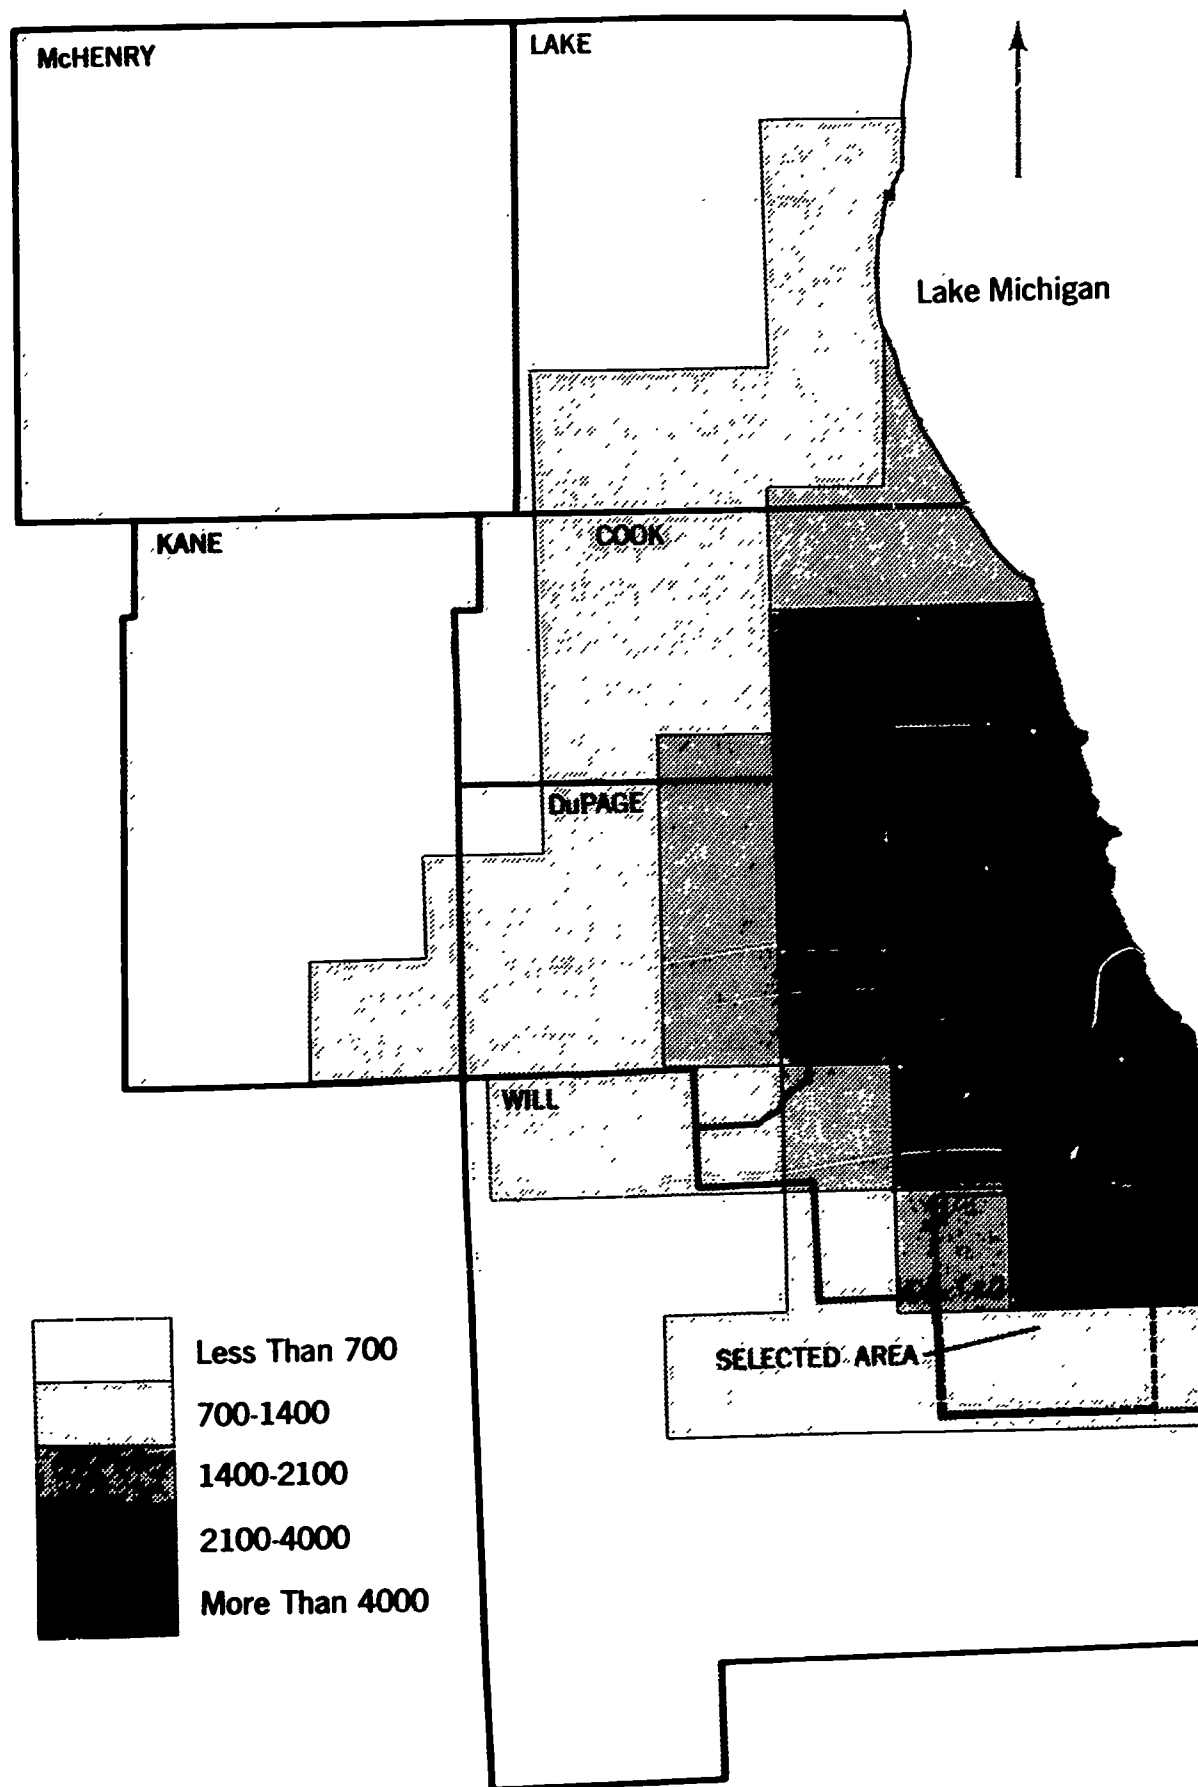 McHENRY
LAKE
Lake Michigan
KANE
COOK
DuPAGE
WILL
SELECTED AREA
Less Than 700
700-1400
1400-2100
2100-4000
More Than 4000